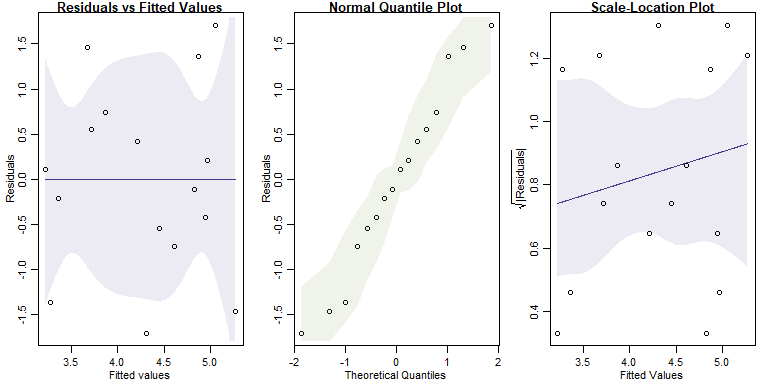 Residuals vs Fitted Values
Residuals
1.5
1.0
0.5
0.0
-0.5
-1.0
-1.5
3.5 4.0 4.5 5.0
Fitted values
Normal Quantile Plot
Residuals
1.5
1.0
0.5
0.0
-0.5
-1.0
-1.5
-2 -1 0 1 2
Theoretical Quantiles
Scale-Location Plot
√|Residuals|
1.2
1.0
0.8
0.6
0.4
3.5 4.0 4.5 5.0
Fitted Values